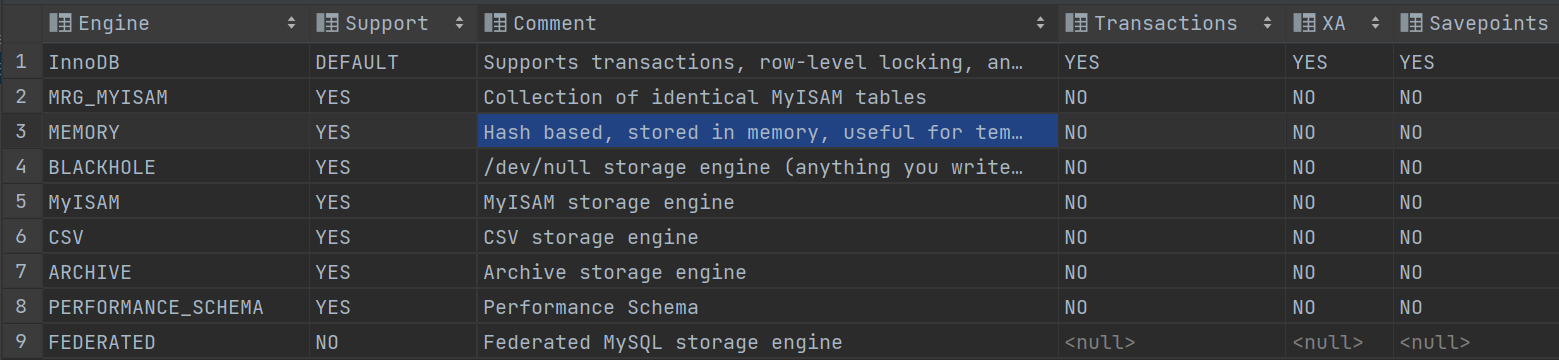 Engine Support Comment Transactions XA Savepoints
1 InnoDB DEFAULT Supports transactions, row-level locking, an… YES YES YES
2 MRG_MYISAM YES Collection of identical MyISAM tables NO NO NO
3 MEMORY YES Hash based, stored in memory, useful for tem… NO NO NO
4 BLACKHOLE YES /dev/null storage engine (anything you write… NO NO NO
5 MyISAM YES MyISAM storage engine NO NO NO
6 CSV YES CSV storage engine NO NO NO
7 ARCHIVE YES Archive storage engine NO NO NO
8 PERFORMANCE_SCHEMA YES Performance Schema NO NO NO
9 FEDERATED NO Federated MySQL storage engine <null> <null> <null>